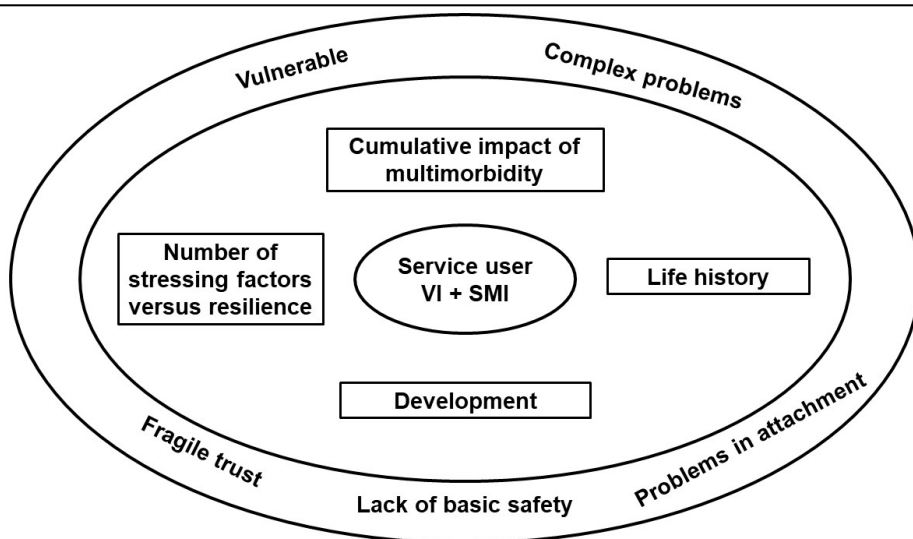 Vulnerable
Complex problems
Cumulative impact of
multimorbidity
Number of
stressing factors
versus resilience
Service user
VI + SMI
Life history
Development
Fragile trust
Lack of basic safety
Problems in attachment